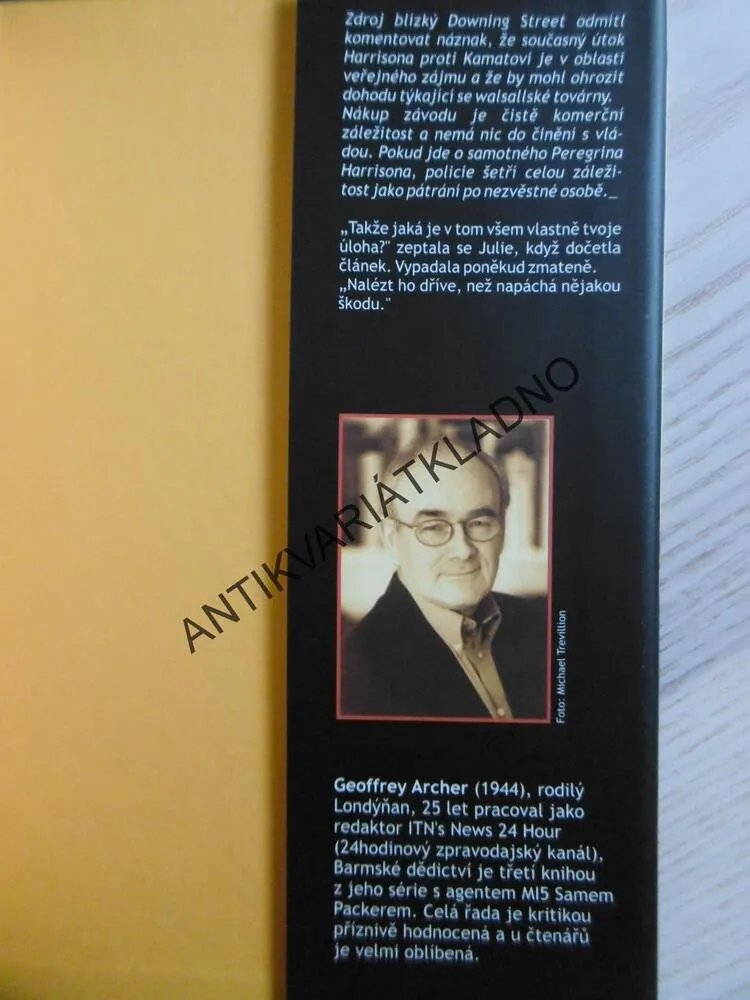 Zdroj blízký Downing Street odmítl
komentovat náznak, že současný útok
Harrisona proti Kamatovi je v oblasti
veřejného zájmu a že by mohl ohrozit
dohodu týkající se walsallské továrny.
Nákup závodu je čistě komerční
záležitost a nemá nic do činění s vlá-
dou. Pokud jde o samotného Peregrina
Harrisona, policie šetří celou záleži-
tost jako pátrání po nezvěstné osobě._
„Takže jaká je v tom všem vlastně tvoje
úloha?" zeptala se Julie, když dočetla
článek. Vypadala poněkud zmateně.
„Nalézt ho dříve, než napáchá nějakou
škodu."
ANTIKVARIÁTKLADNO
Foto: Michael Trevillion
Geoffrey Archer (1944), rodilý
Londýňan, 25 let pracoval jako
redaktor ITN's News 24 Hour
(24hodinový zpravodajský kanál),
Barmské dědictví je třetí knihou
z jeho série s agentem MI5 Samem
Packerem. Celá řada je kritikou
příznivě hodnocená a u čtenářů
je velmi oblíbená.